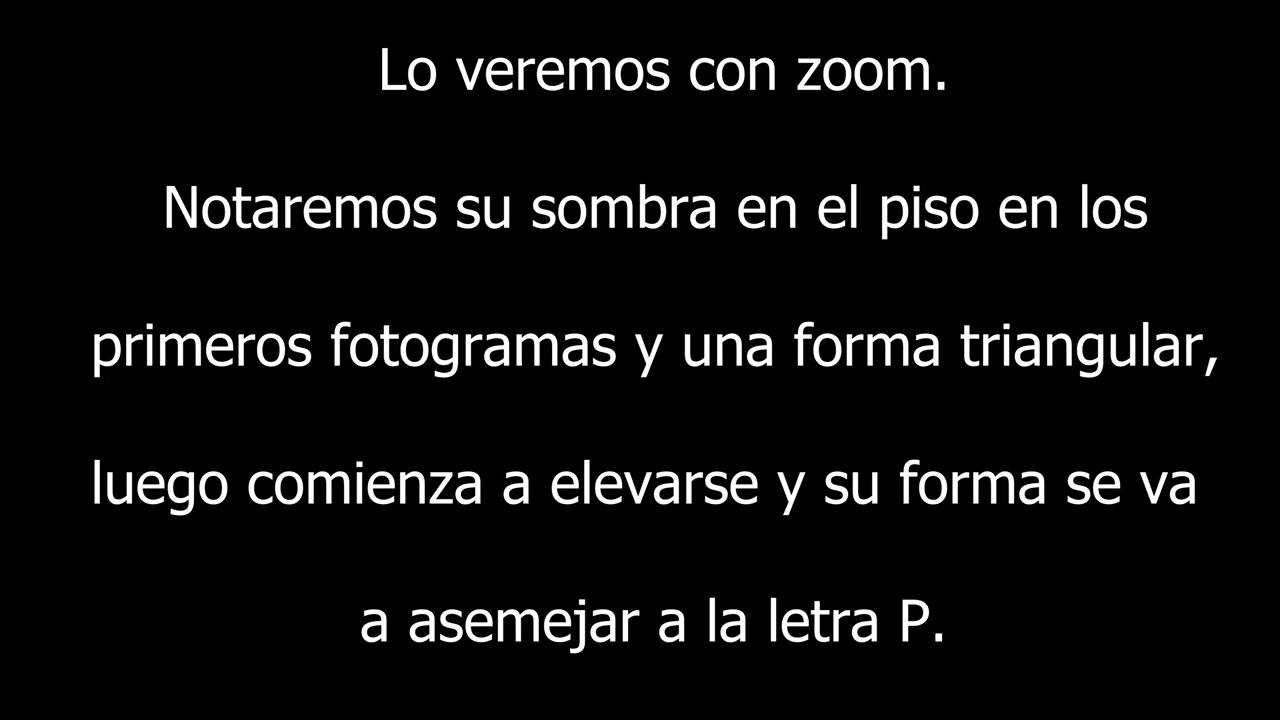 Lo veremos con zoom.
Notaremos su sombra en el piso en los
primeros fotogramas y una forma triangular,
luego comienza a elevarse y su forma se va
a asemejar a la letra P.